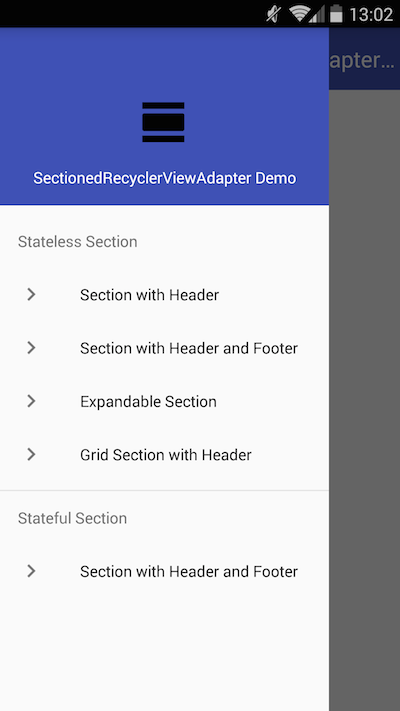 13:02
apter...
SectionedRecyclerViewAdapter Demo
Stateless Section
Section with Header
Section with Header and Footer
Expandable Section
Grid Section with Header
Stateful Section
Section with Header and Footer